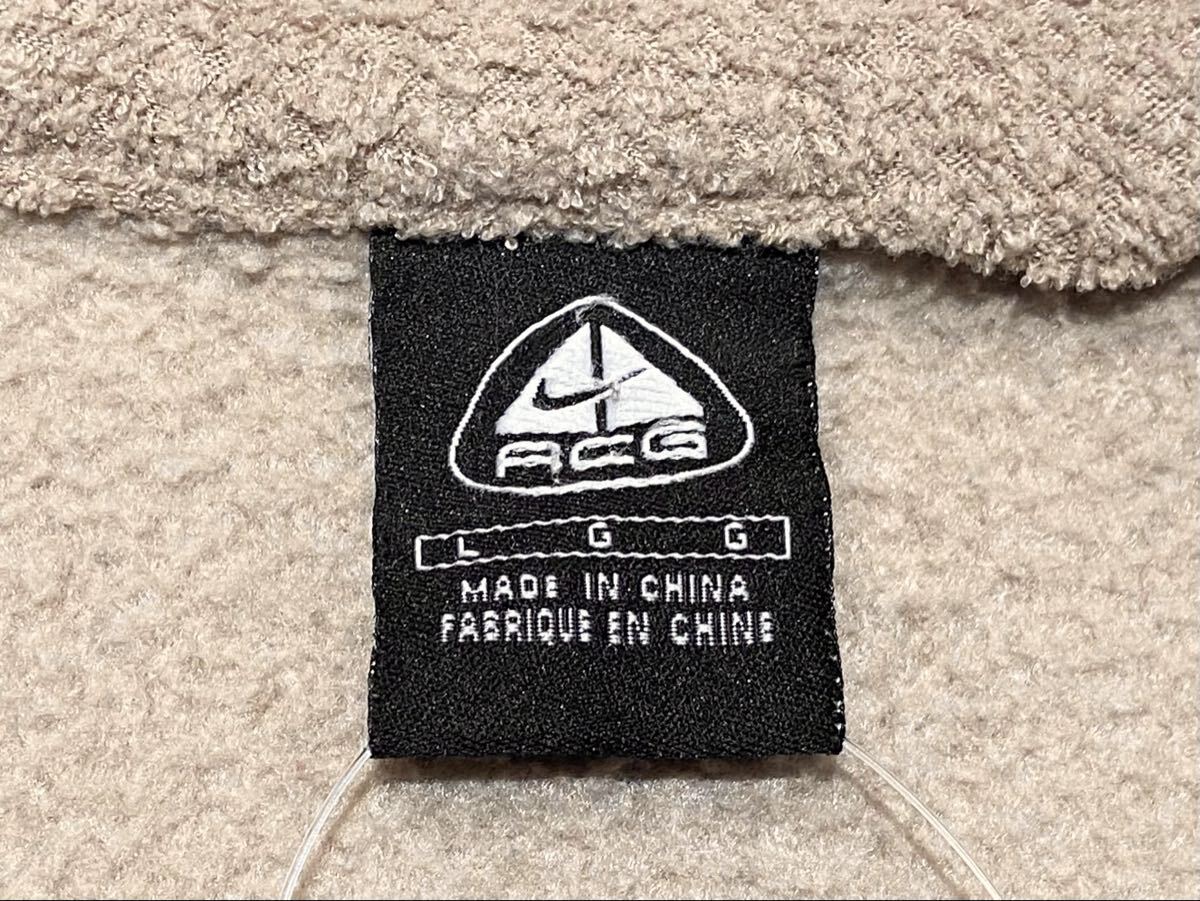 ACG
L G G
MADE IN CHINA
FABRIQUE EN CHINE